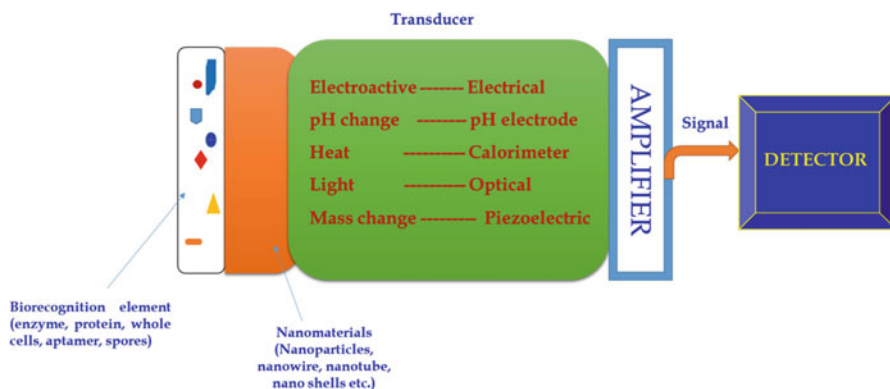 Transducer
Electroactive ------- Electrical
pH change ------- pH electrode
Heat ------- Calorimeter
Light ------- Optical
Mass change --------- Piezoelectric
AMPLIFIER
Signal
DETECTOR
Biorecognition element
(enzyme, protein, whole
cells, aptamer, spores)
Nanomaterials
(Nanoparticles,
nanowire, nanotube,
nano shells etc.)